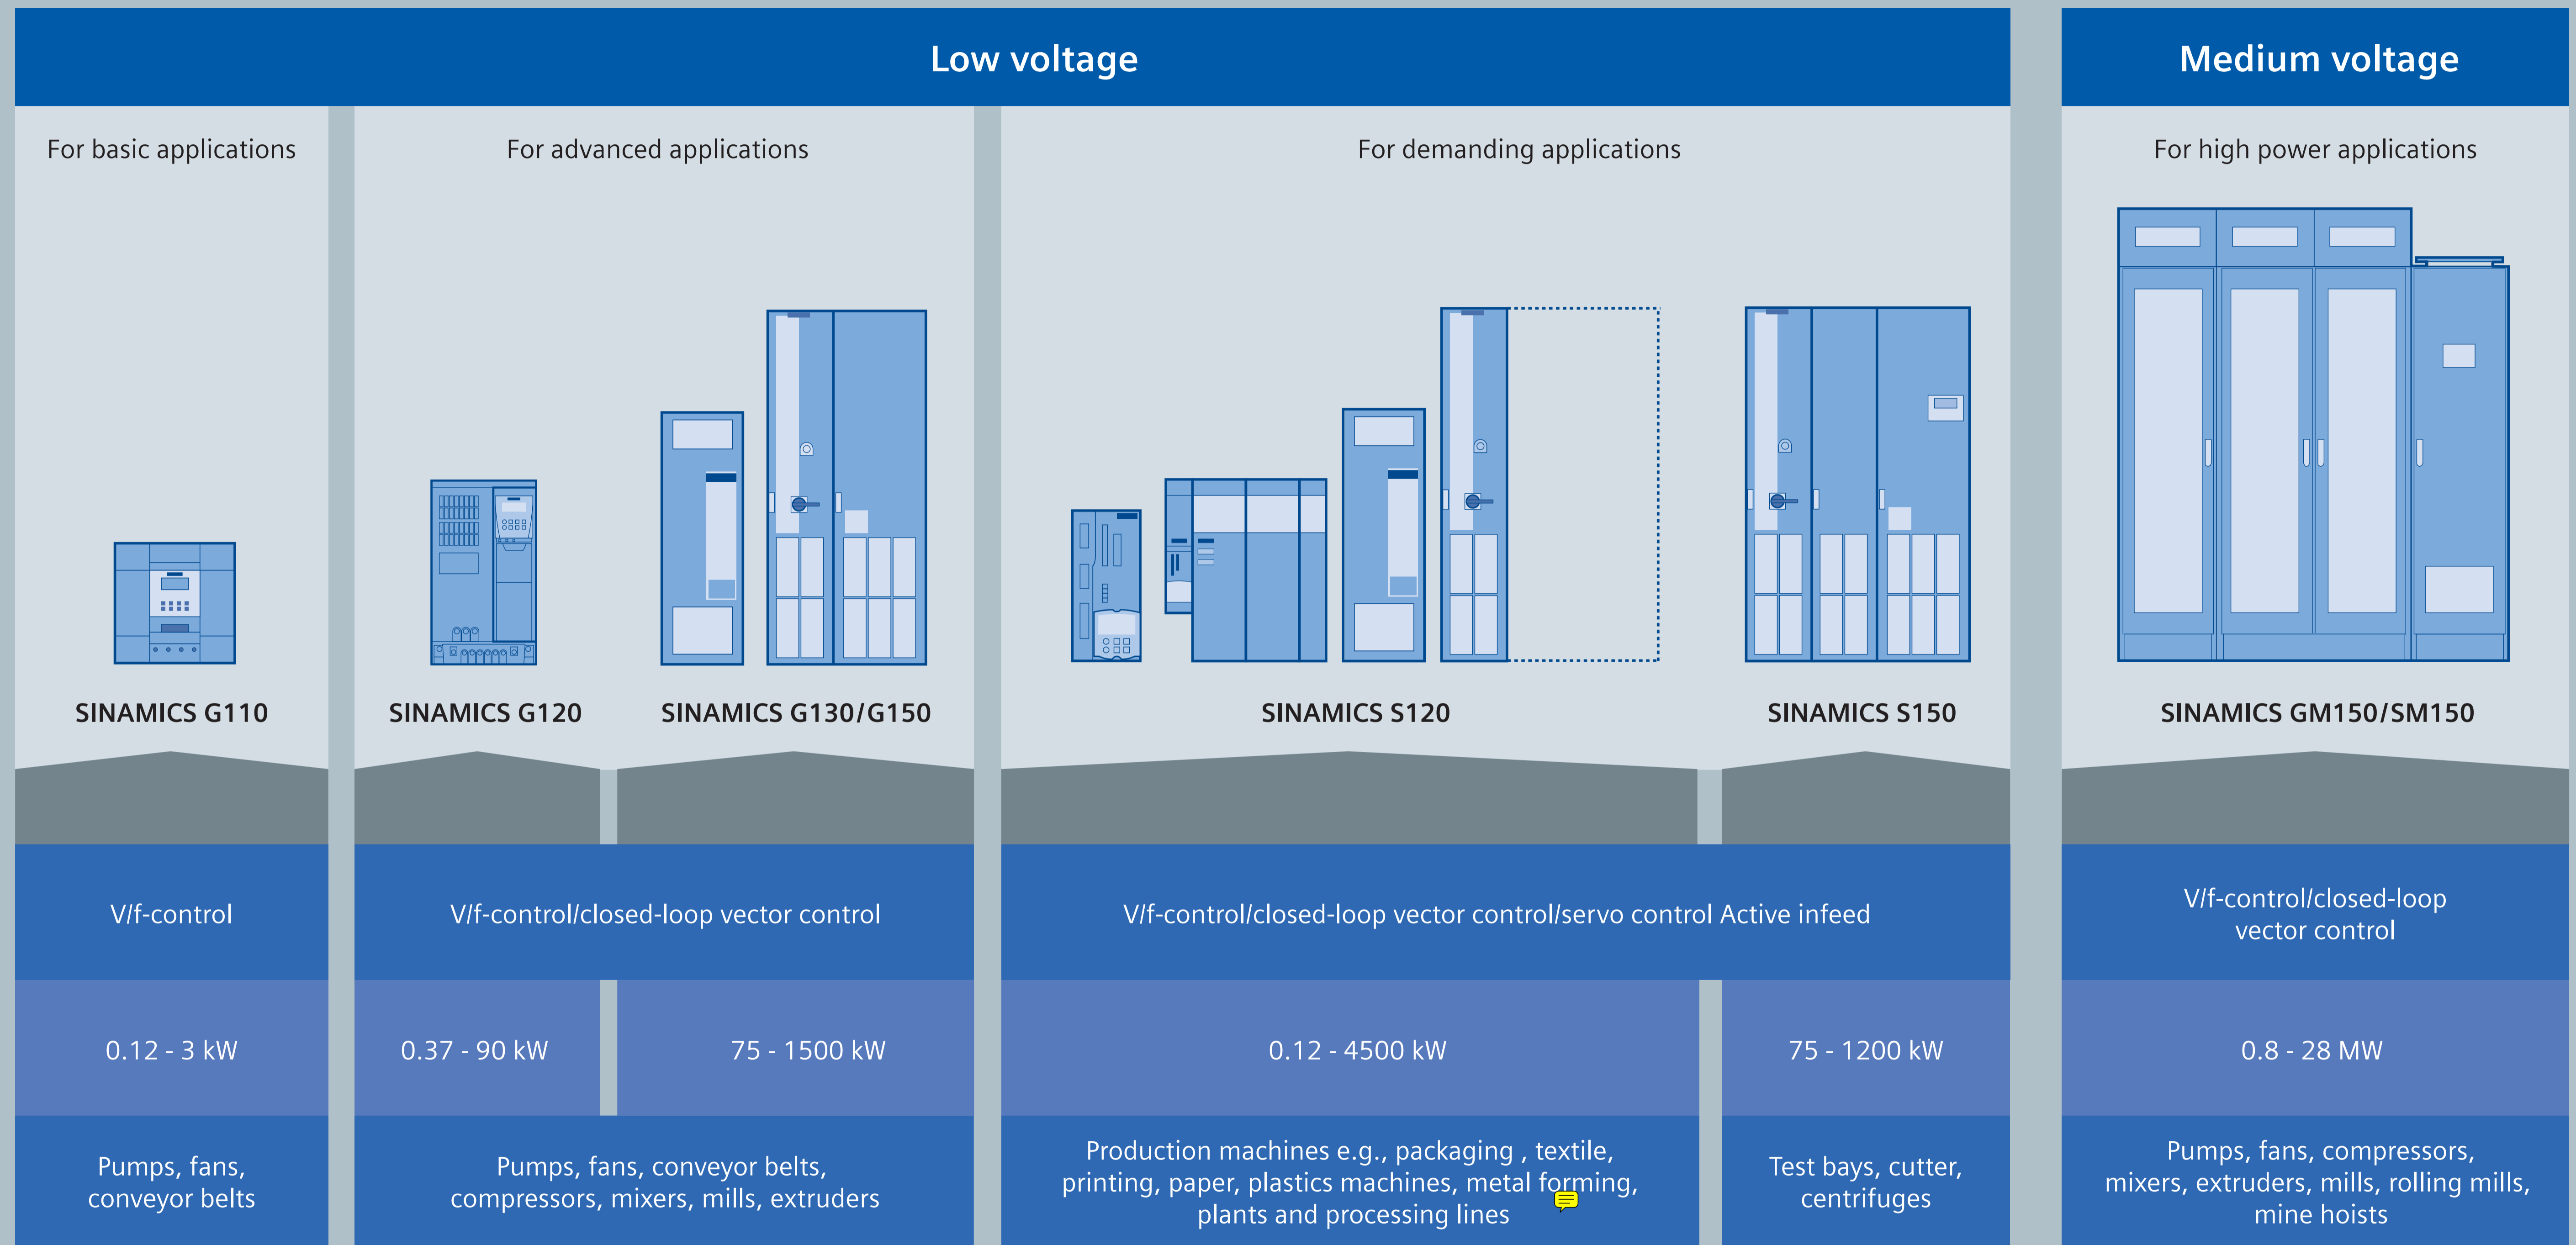 Low voltage
Medium voltage
For basic applications
For advanced applications
For demanding applications
For high power applications
SINAMICS G110
SINAMICS G120
SINAMICS G130/G150
SINAMICS S120
SINAMICS S150
SINAMICS GM150/SM150
V/f-control
V/f-control/closed-loop vector control
V/f-control/closed-loop vector control/servo control Active infeed
V/f-control/closed-loop
vector control
0.12 - 3 kW
0.37 - 90 kW
75 - 1500 kW
0.12 - 4500 kW
75 - 1200 kW
0.8 - 28 MW
Pumps, fans,
conveyor belts
Pumps, fans, conveyor belts,
compressors, mixers, mills, extruders
Production machines e.g., packaging , textile,
printing, paper, plastics machines, metal forming,
plants and processing lines
Test bays, cutter,
centrifuges
Pumps, fans, compressors,
mixers, extruders, mills, rolling mills,
mine hoists